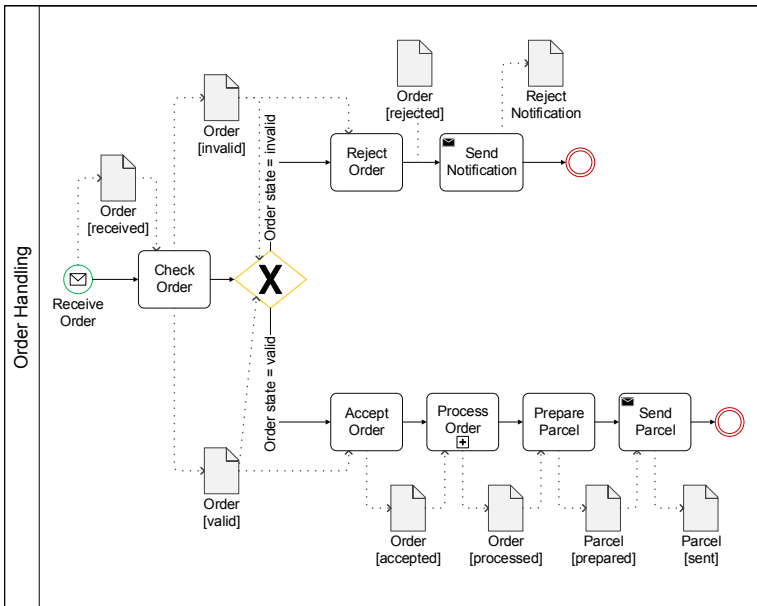 Order Handling
Receive
Order
Order
[received]
Check
Order
Order
[invalid]
X
Order state = invalid
Reject
Order
Order
[rejected]
Send
Notification
Reject
Notification
Order state = valid
Order
[valid]
Accept
Order
Process
Order
Prepare
Parcel
Send
Parcel
Order
[accepted]
Order
[processed]
Parcel
[prepared]
Parcel
[sent]